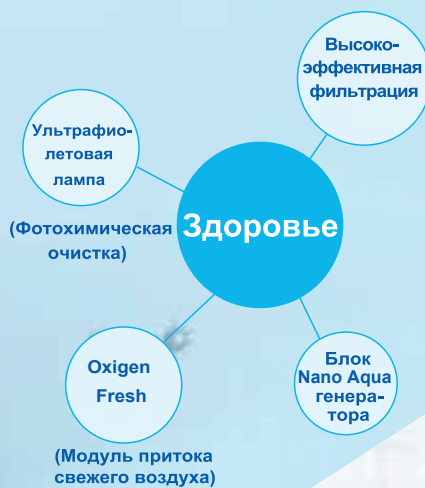 Высоко-
эффективная
фильтрация
Ультрафио-
летовая
лампа
(Фотохимическая
очистка)
Здоровье
Oxigen
Fresh
(Модуль притока
свежего воздуха)
Блок
Nano Aqua
генера-
тора